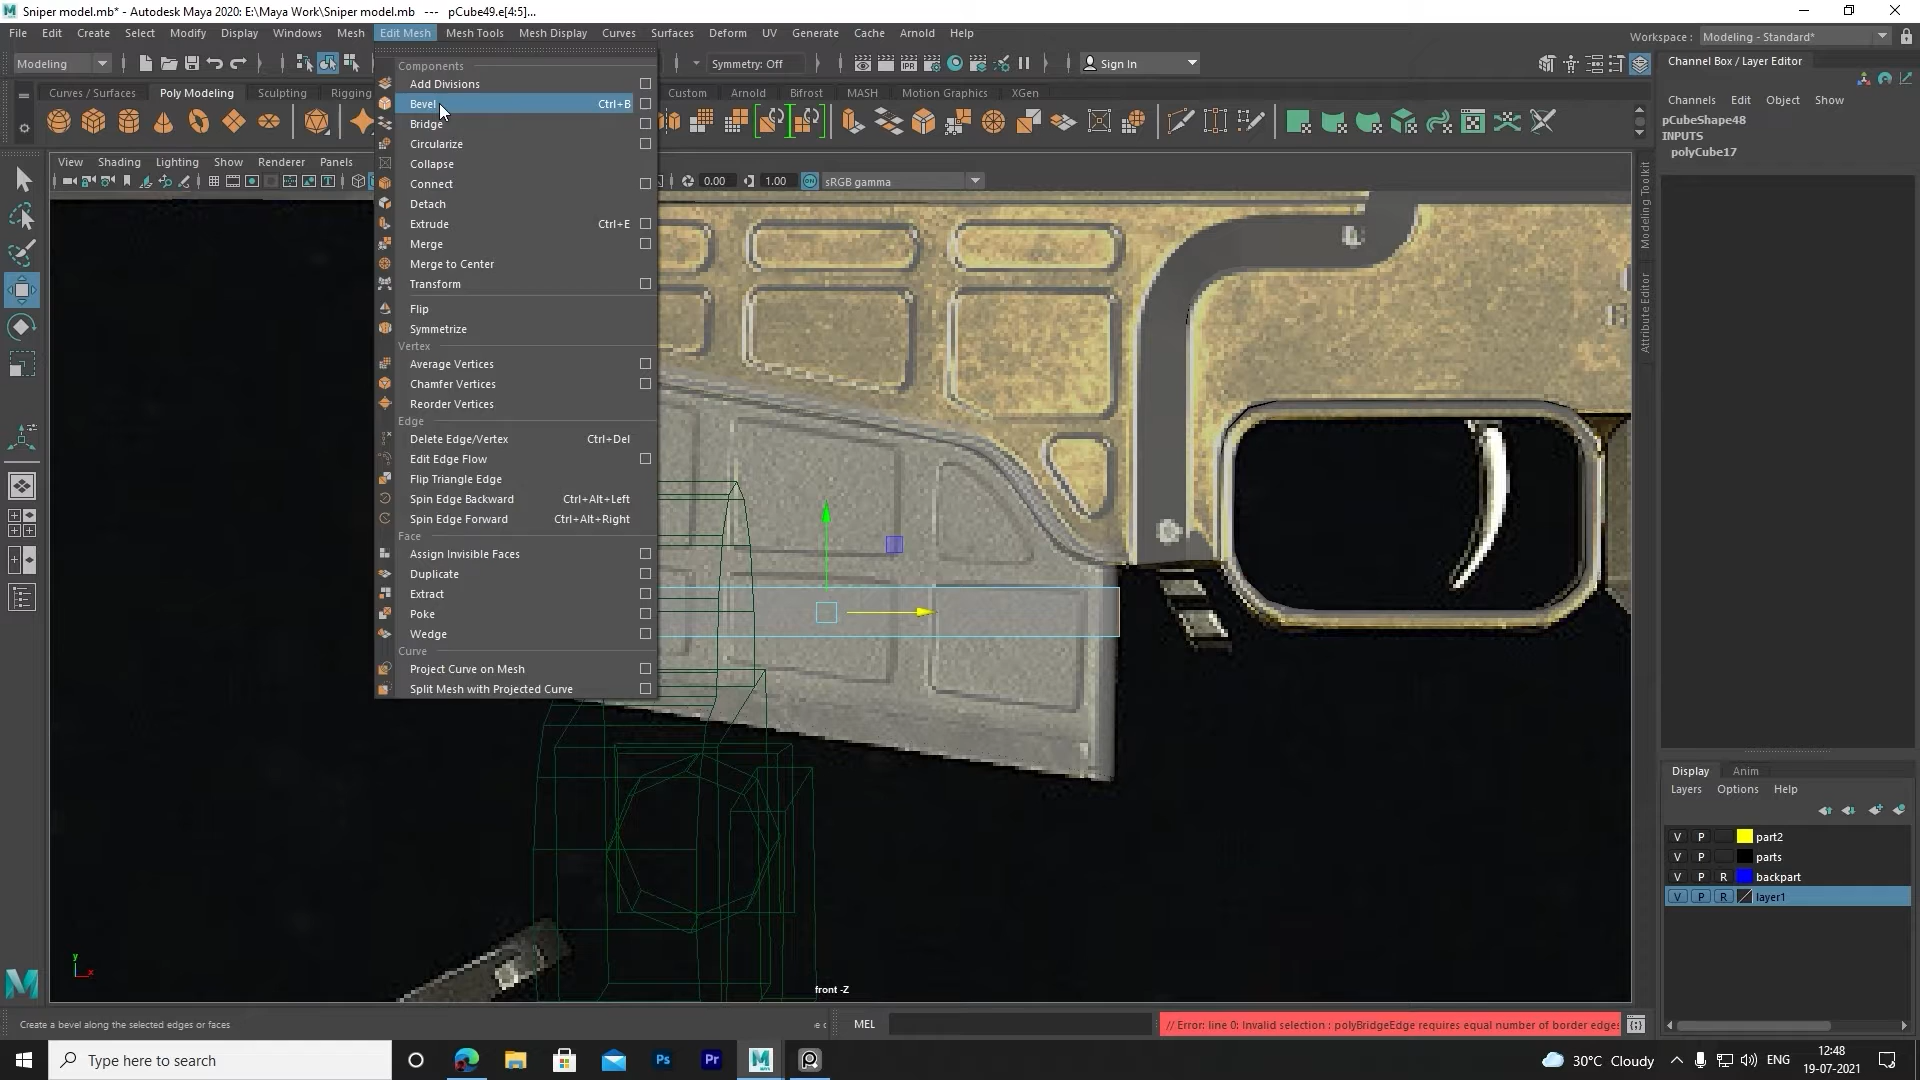 Sniper model.mb* - Autodesk Maya 2020: E:\Maya Work\Sniper model.mb   ---   pCube49.e[4:5]...
File Edit Create Select Modify Display Windows Mesh Edit Mesh Mesh Tools Mesh Display Curves Surfaces Deform UV Generate Cache Arnold Help
Workspace : Modeling - Standard*
Modeling
Symmetry: Off
Sign In
Channel Box / Layer Editor
Curves / Surfaces Poly Modeling Sculpting Rigging Custom Arnold Bifrost MASH Motion Graphics XGen
Channels Edit Object Show
pCubeShape48
INPUTS
polyCube17
View Shading Lighting Show Renderer Panels
0.00 1.00 sRGB gamma
Components
Add Divisions
Bevel Ctrl+B
Bridge
Circularize
Collapse
Connect
Detach
Extrude Ctrl+E
Merge
Merge to Center
Transform
Flip
Symmetrize
Vertex
Average Vertices
Chamfer Vertices
Reorder Vertices
Edge
Delete Edge/Vertex Ctrl+Del
Edit Edge Flow
Flip Triangle Edge
Spin Edge Backward Ctrl+Alt+Left
Spin Edge Forward Ctrl+Alt+Right
Face
Assign Invisible Faces
Duplicate
Extract
Poke
Wedge
Curve
Project Curve on Mesh
Split Mesh with Projected Curve
Modeling Toolkit
Attribute Editor
Display Anim
Layers Options Help
V P part2
V P parts
V P R backpart
V P R layer1
y
x
front -Z
Create a bevel along the selected edges or faces
MEL
// Error: line 0: Invalid selection : polyBridgeEdge requires equal number of border edges
Type here to search
Ps
Pr
30°C Cloudy
ENG
12:48
19-07-2021